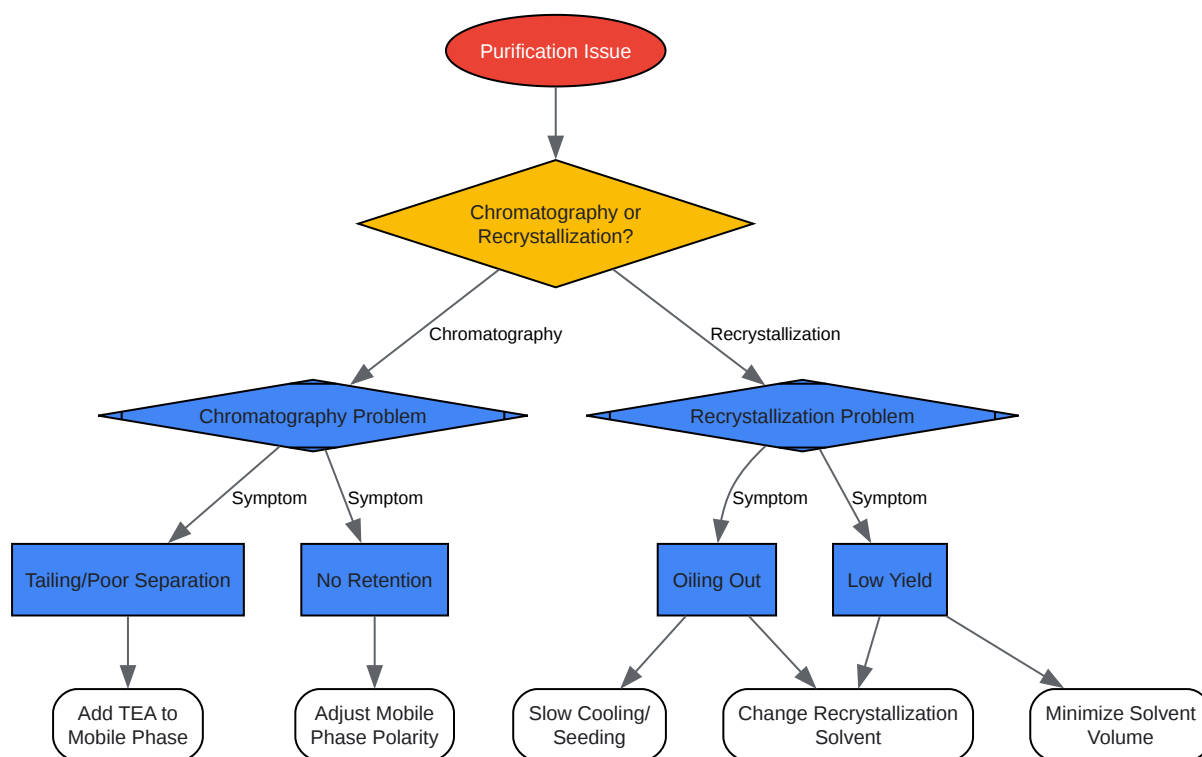 Purification Issue
Chromatography or
Recrystallization?
Chromatography
Recrystallization
Chromatography Problem
Recrystallization Problem
Symptom
Symptom
Symptom
Symptom
Tailing/Poor Separation
No Retention
Oiling Out
Low Yield
Add TEA to
Mobile Phase
Adjust Mobile
Phase Polarity
Slow Cooling/
Seeding
Change Recrystallization
Solvent
Minimize Solvent
Volume